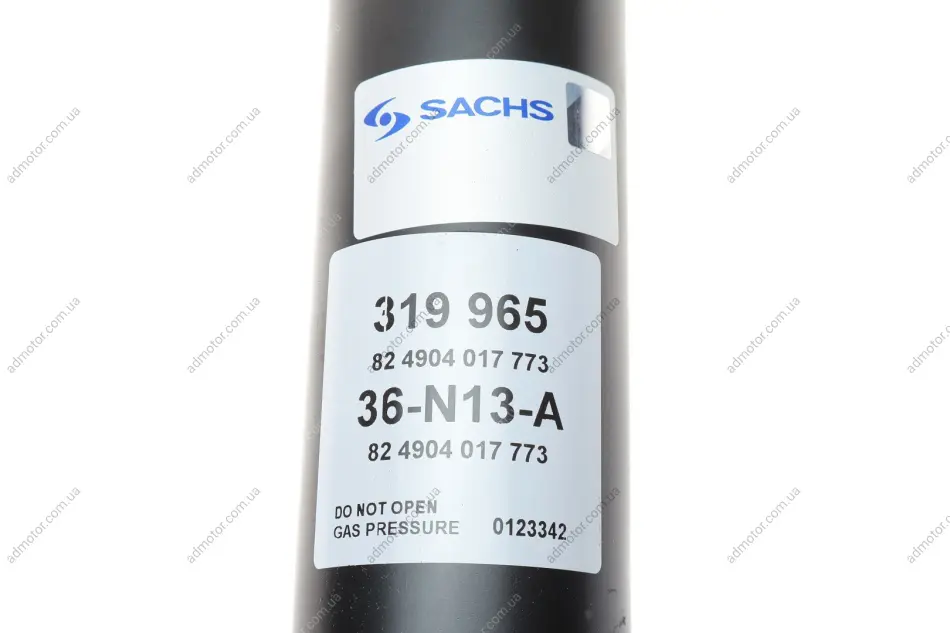 SACHS
319 965
82 4904 017 773
36-N13-A
82 4904 017 773
DO NOT OPEN
GAS PRESSURE 0123342
admotor.com.ua